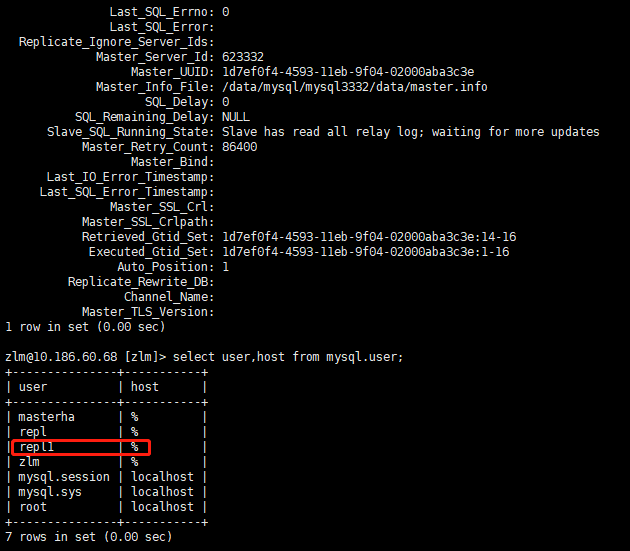 Last_SQL_Errno: 0
Last_SQL_Error:
Replicate_Ignore_Server_Ids:
Master_Server_Id: 623332
Master_UUID: 1d7ef0f4-4593-11eb-9f04-02000aba3c3e
Master_Info_File: /data/mysql/mysql3332/data/master.info
SQL_Delay: 0
SQL_Remaining_Delay: NULL
Slave_SQL_Running_State: Slave has read all relay log; waiting for more updates
Master_Retry_Count: 86400
Master_Bind:
Last_IO_Error_Timestamp:
Last_SQL_Error_Timestamp:
Master_SSL_Crl:
Master_SSL_Crlpath:
Retrieved_Gtid_Set: 1d7ef0f4-4593-11eb-9f04-02000aba3c3e:14-16
Executed_Gtid_Set: 1d7ef0f4-4593-11eb-9f04-02000aba3c3e:1-16
Auto_Position: 1
Replicate_Rewrite_DB:
Channel_Name:
Master_TLS_Version:
1 row in set (0.00 sec)
zlm@10.186.60.68 [zlm]> select user,host from mysql.user;
+---------------+-----------+
| user          | host      |
+---------------+-----------+
| masterha      | %         |
| repl          | %         |
| repl1         | %         |
| zlm           | %         |
| mysql.session | localhost |
| mysql.sys     | localhost |
| root          | localhost |
+---------------+-----------+
7 rows in set (0.00 sec)